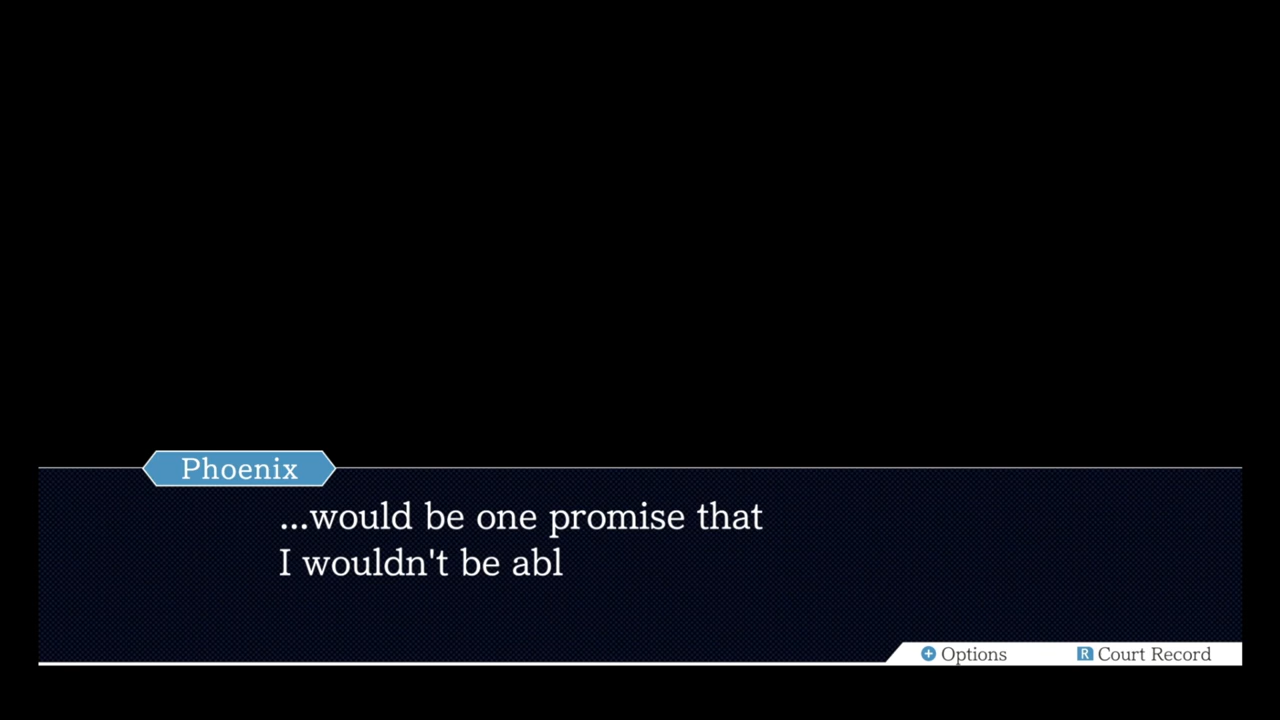 Phoenix
...would be one promise that
I wouldn't be abl
Options
R Court Record